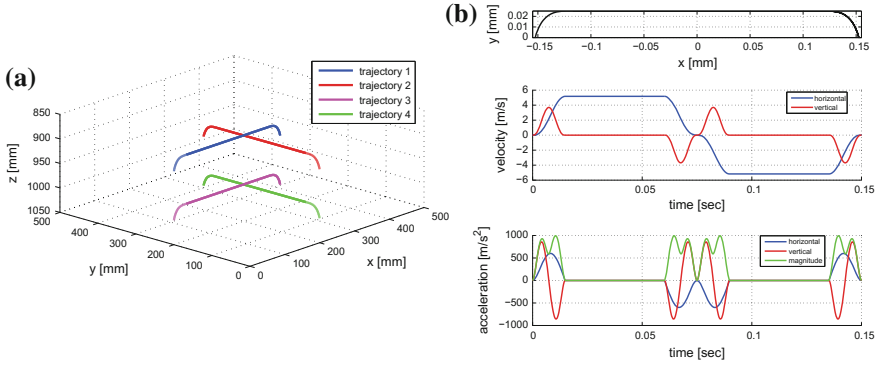 (a)
trajectory 1
trajectory 2
trajectory 3
trajectory 4
850
900
950
1000
1050
z [mm]
500
400
300
200
100
0
y [mm]
0
100
200
300
400
500
x [mm]
(b)
0.02
0.01
0
y [mm]
-0.15
-0.1
-0.05
0
0.05
0.1
0.15
x [mm]
6
4
2
0
-2
-4
-6
velocity [m/s]
horizontal
vertical
0
0.05
0.1
0.15
time [sec]
1000
500
0
-500
-1000
acceleration [m/s²]
horizontal
vertical
magnitude
0
0.05
0.1
0.15
time [sec]